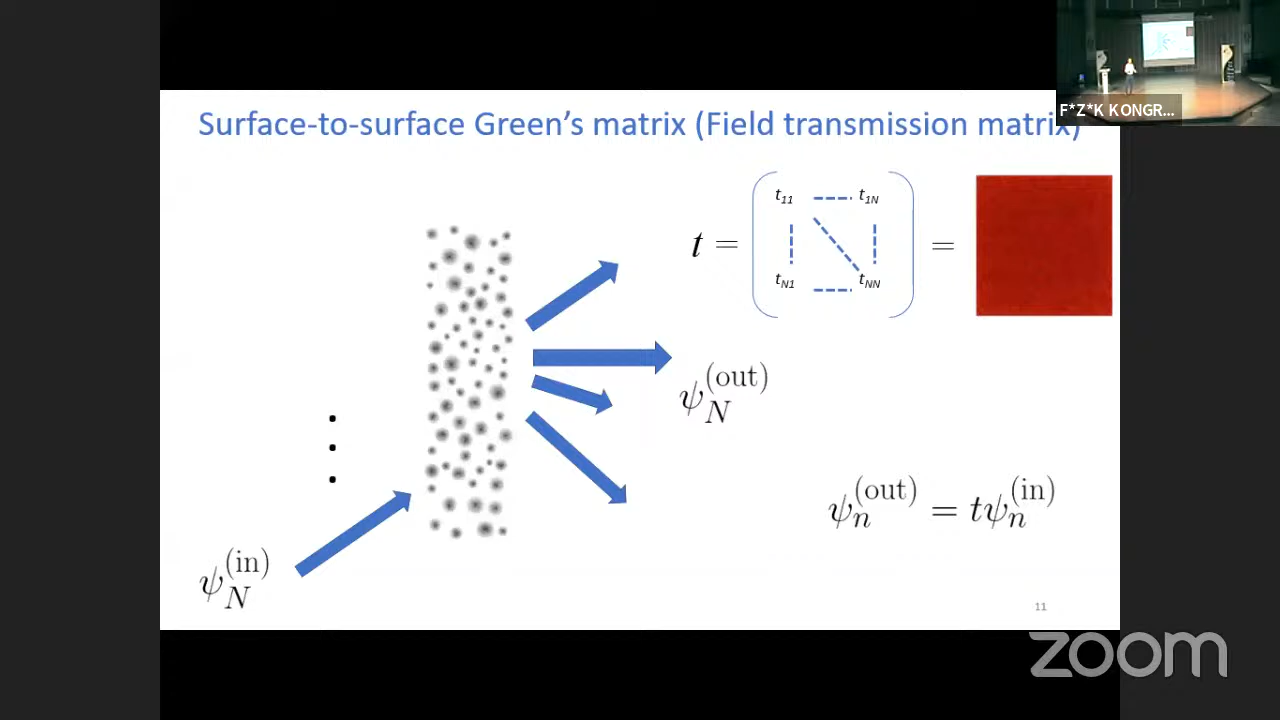 F*Z*K KONGR...
Surface-to-surface Green's matrix (Field transmission matrix)
t = ( t11 t1N tN1 tNN ) =
ψN(out)
ψn(out) = tψn(in)
ψN(in)
11
zoom